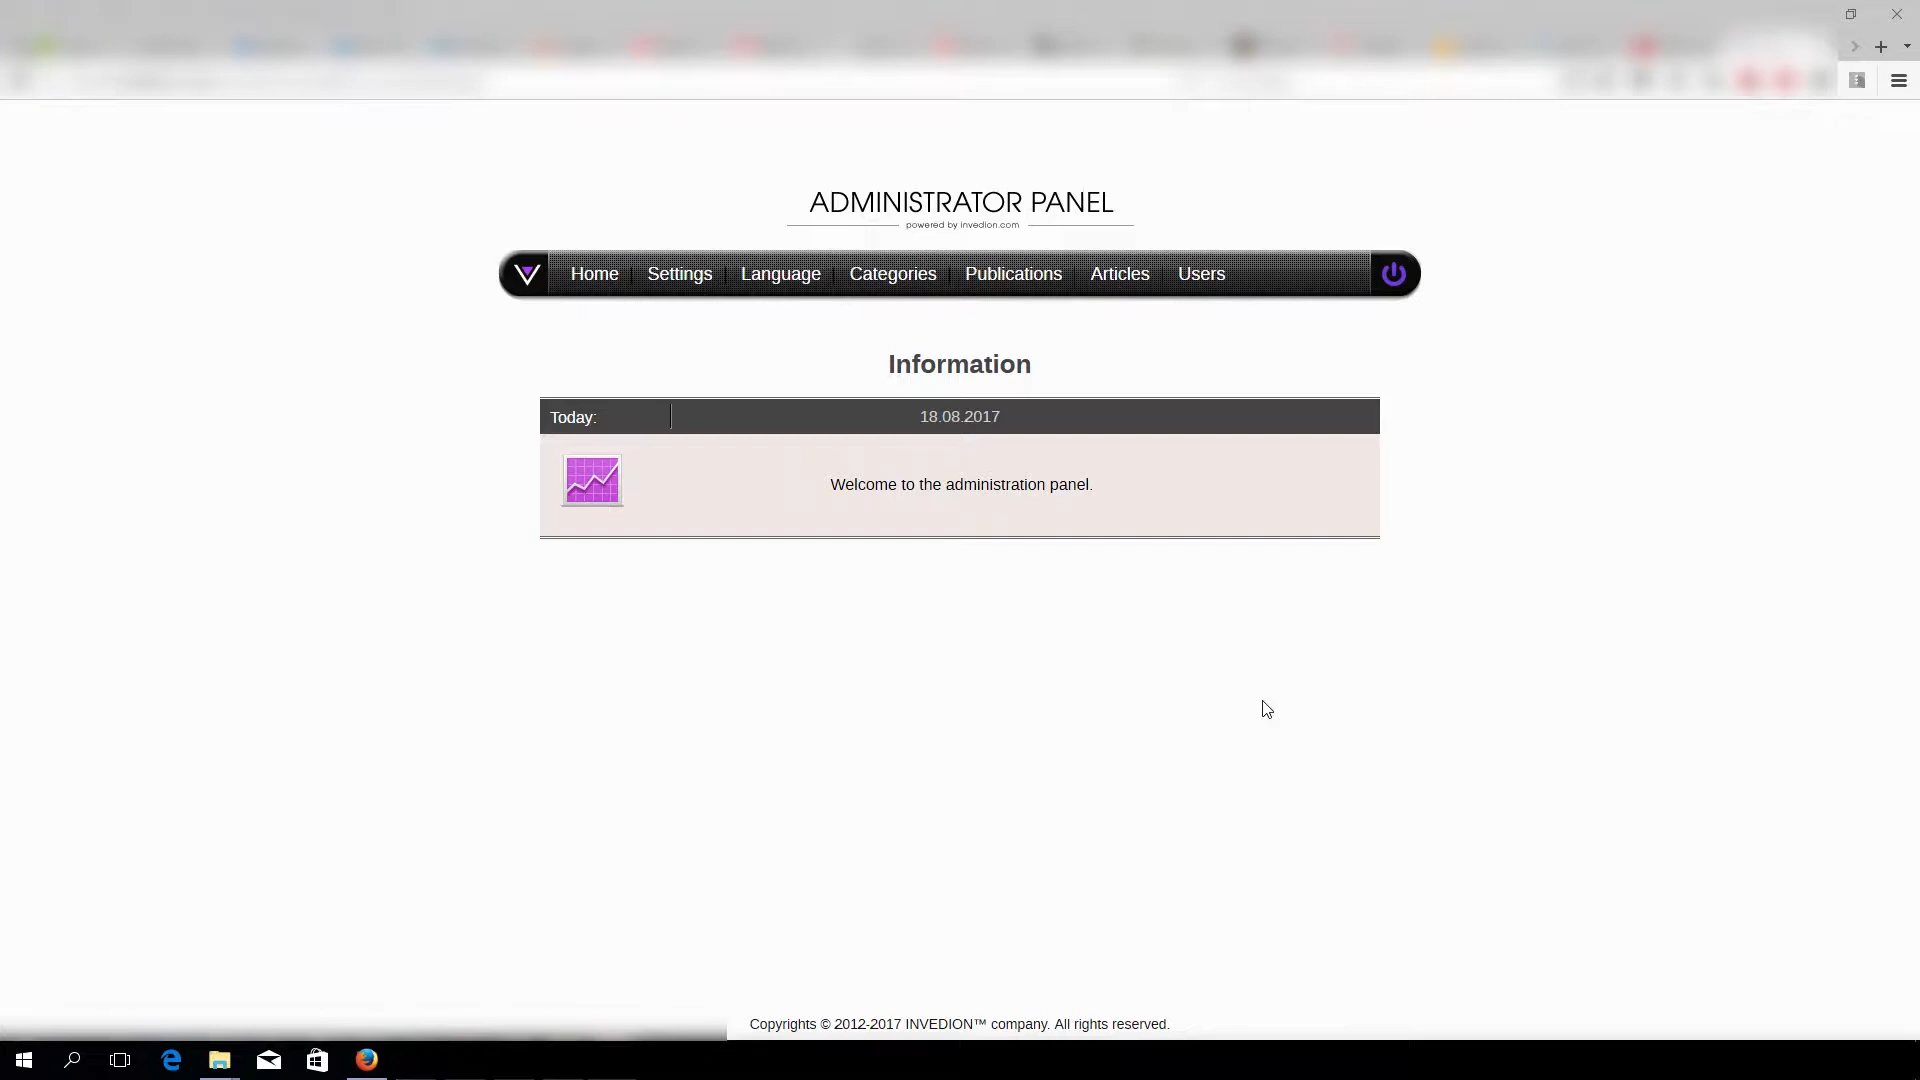 ADMINISTRATOR PANEL
powered by invedion.com
Home Settings Language Categories Publications Articles Users
Information
Today: 18.08.2017
Welcome to the administration panel.
Copyrights © 2012-2017 INVEDION™ company. All rights reserved.